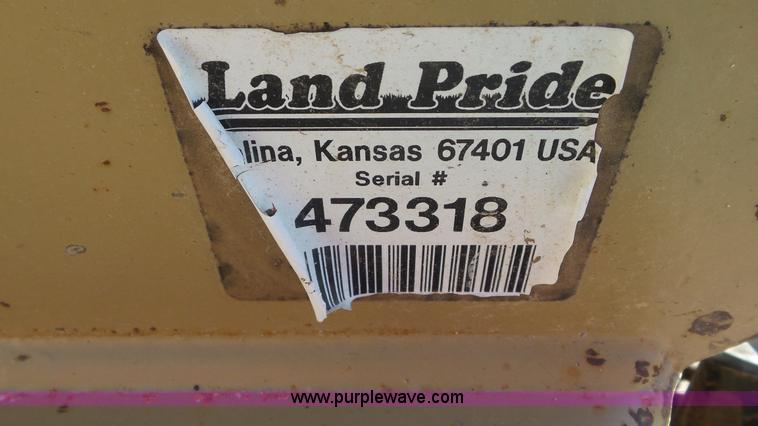 Land Pride
lina, Kansas 67401 USA
Serial #
473318
www.purplewave.com